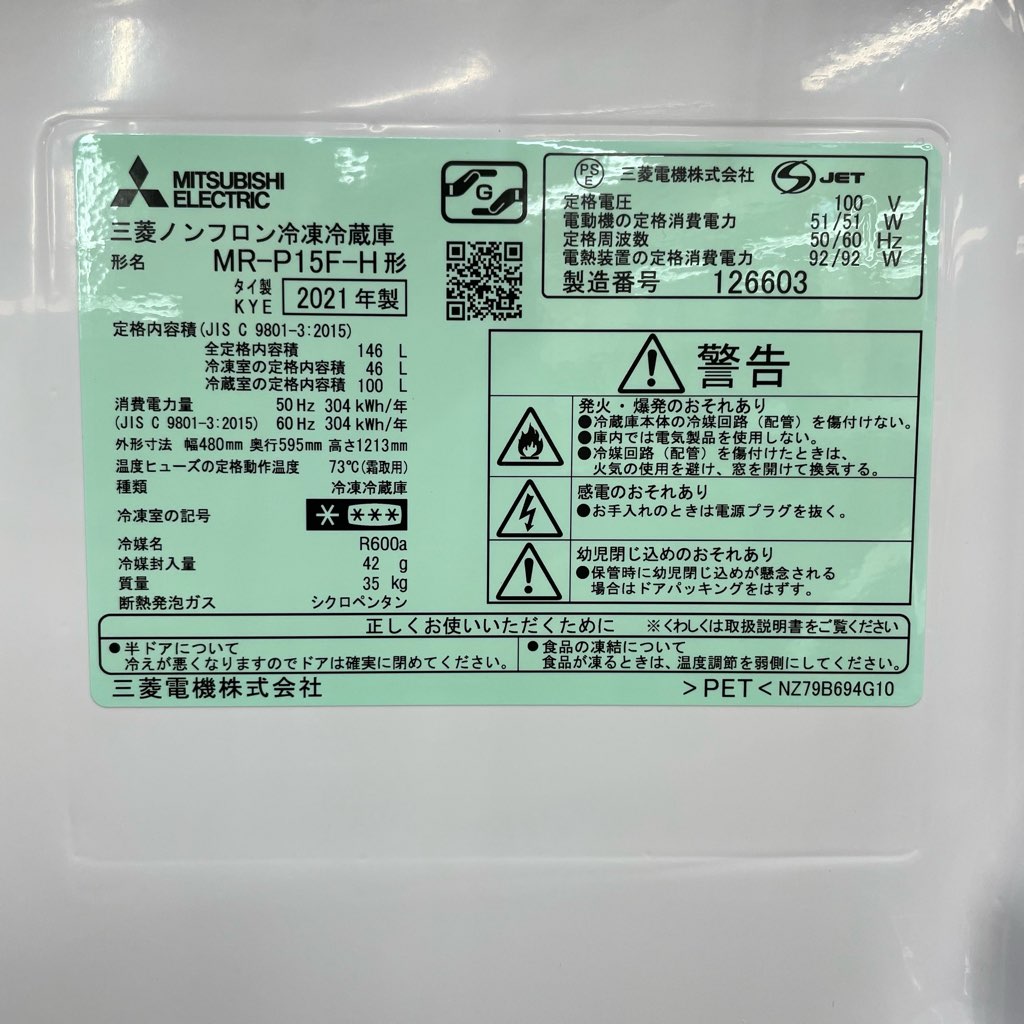 MITSUBISHI
ELECTRIC
三菱ノンフロン冷凍冷蔵庫
形名 MR-P15F-H形
タイ製
KYE 2021年製
G
PS
E 三菱電機株式会社 S JET
定格電圧 100 V
電動機の定格消費電力 51/51 W
定格周波数 50/60 Hz
電熱装置の定格消費電力 92/92 W
製造番号 126603
定格内容積(JIS C 9801-3:2015)
全定格内容積 146 L
冷凍室の定格内容積 46 L
冷蔵室の定格内容積 100 L
消費電力量 50Hz 304kWh/年
(JIS C 9801-3:2015) 60Hz 304kWh/年
外形寸法 幅480mm 奥行595mm 高さ1213mm
温度ヒューズの定格動作温度 73℃(霜取用)
種類 冷凍冷蔵庫
冷凍室の記号 * ***
冷媒名 R600a
冷媒封入量 42 g
質量 35 kg
断熱発泡ガス シクロペンタン
警告
発火・爆発のおそれあり
●冷蔵庫本体の冷媒回路(配管)を傷付けない。
●庫内では電気製品を使用しない。
●冷媒回路(配管)を傷付けたときは、
火気の使用を避け、窓を開けて換気する。
感電のおそれあり
●お手入れのときは電源プラグを抜く。
幼児閉じ込めのおそれあり
●保管時に幼児閉じ込めが懸念される
場合はドアパッキングをはずす。
正しくお使いいただくために ※くわしくは取扱説明書をご覧ください
●半ドアについて
冷えが悪くなりますのでドアは確実に閉めてください。
●食品の凍結について
食品が凍るときは、温度調節を弱側にしてください。
三菱電機株式会社 >PET< NZ79B694G10